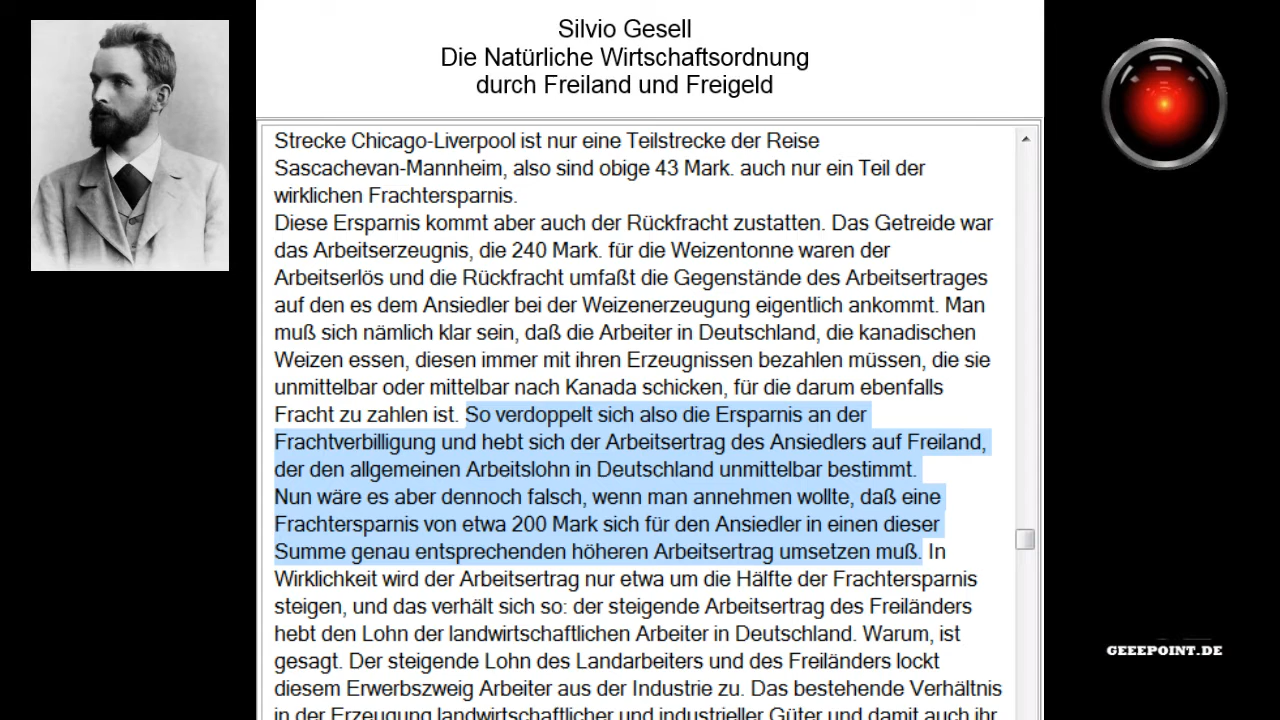 Silvio Gesell
Die Natürliche Wirtschaftsordnung
durch Freiland und Freigeld
Strecke Chicago-Liverpool ist nur eine Teilstrecke der Reise
Sascachevan-Mannheim, also sind obige 43 Mark. auch nur ein Teil der
wirklichen Frachtersparnis.
Diese Ersparnis kommt aber auch der Rückfracht zustatten. Das Getreide war
das Arbeitserzeugnis, die 240 Mark. für die Weizentonne waren der
Arbeitserlös und die Rückfracht umfaßt die Gegenstände des Arbeitsertrages
auf den es dem Ansiedler bei der Weizenerzeugung eigentlich ankommt. Man
muß sich nämlich klar sein, daß die Arbeiter in Deutschland, die kanadischen
Weizen essen, diesen immer mit ihren Erzeugnissen bezahlen müssen, die sie
unmittelbar oder mittelbar nach Kanada schicken, für die darum ebenfalls
Fracht zu zahlen ist. So verdoppelt sich also die Ersparnis an der
Frachtverbilligung und hebt sich der Arbeitsertrag des Ansiedlers auf Freiland,
der den allgemeinen Arbeitslohn in Deutschland unmittelbar bestimmt.
Nun wäre es aber dennoch falsch, wenn man annehmen wollte, daß eine
Frachtersparnis von etwa 200 Mark sich für den Ansiedler in einen dieser
Summe genau entsprechenden höheren Arbeitsertrag umsetzen muß. In
Wirklichkeit wird der Arbeitsertrag nur etwa um die Hälfte der Frachtersparnis
steigen, und das verhält sich so: der steigende Arbeitsertrag des Freiländers
hebt den Lohn der landwirtschaftlichen Arbeiter in Deutschland. Warum, ist
gesagt. Der steigende Lohn des Landarbeiters und des Freiländers lockt
diesem Erwerbszweig Arbeiter aus der Industrie zu. Das bestehende Verhältnis
in der Erzeugung landwirtschaftlicher und industrieller Güter und damit auch ihr
GEEEPOINT.DE